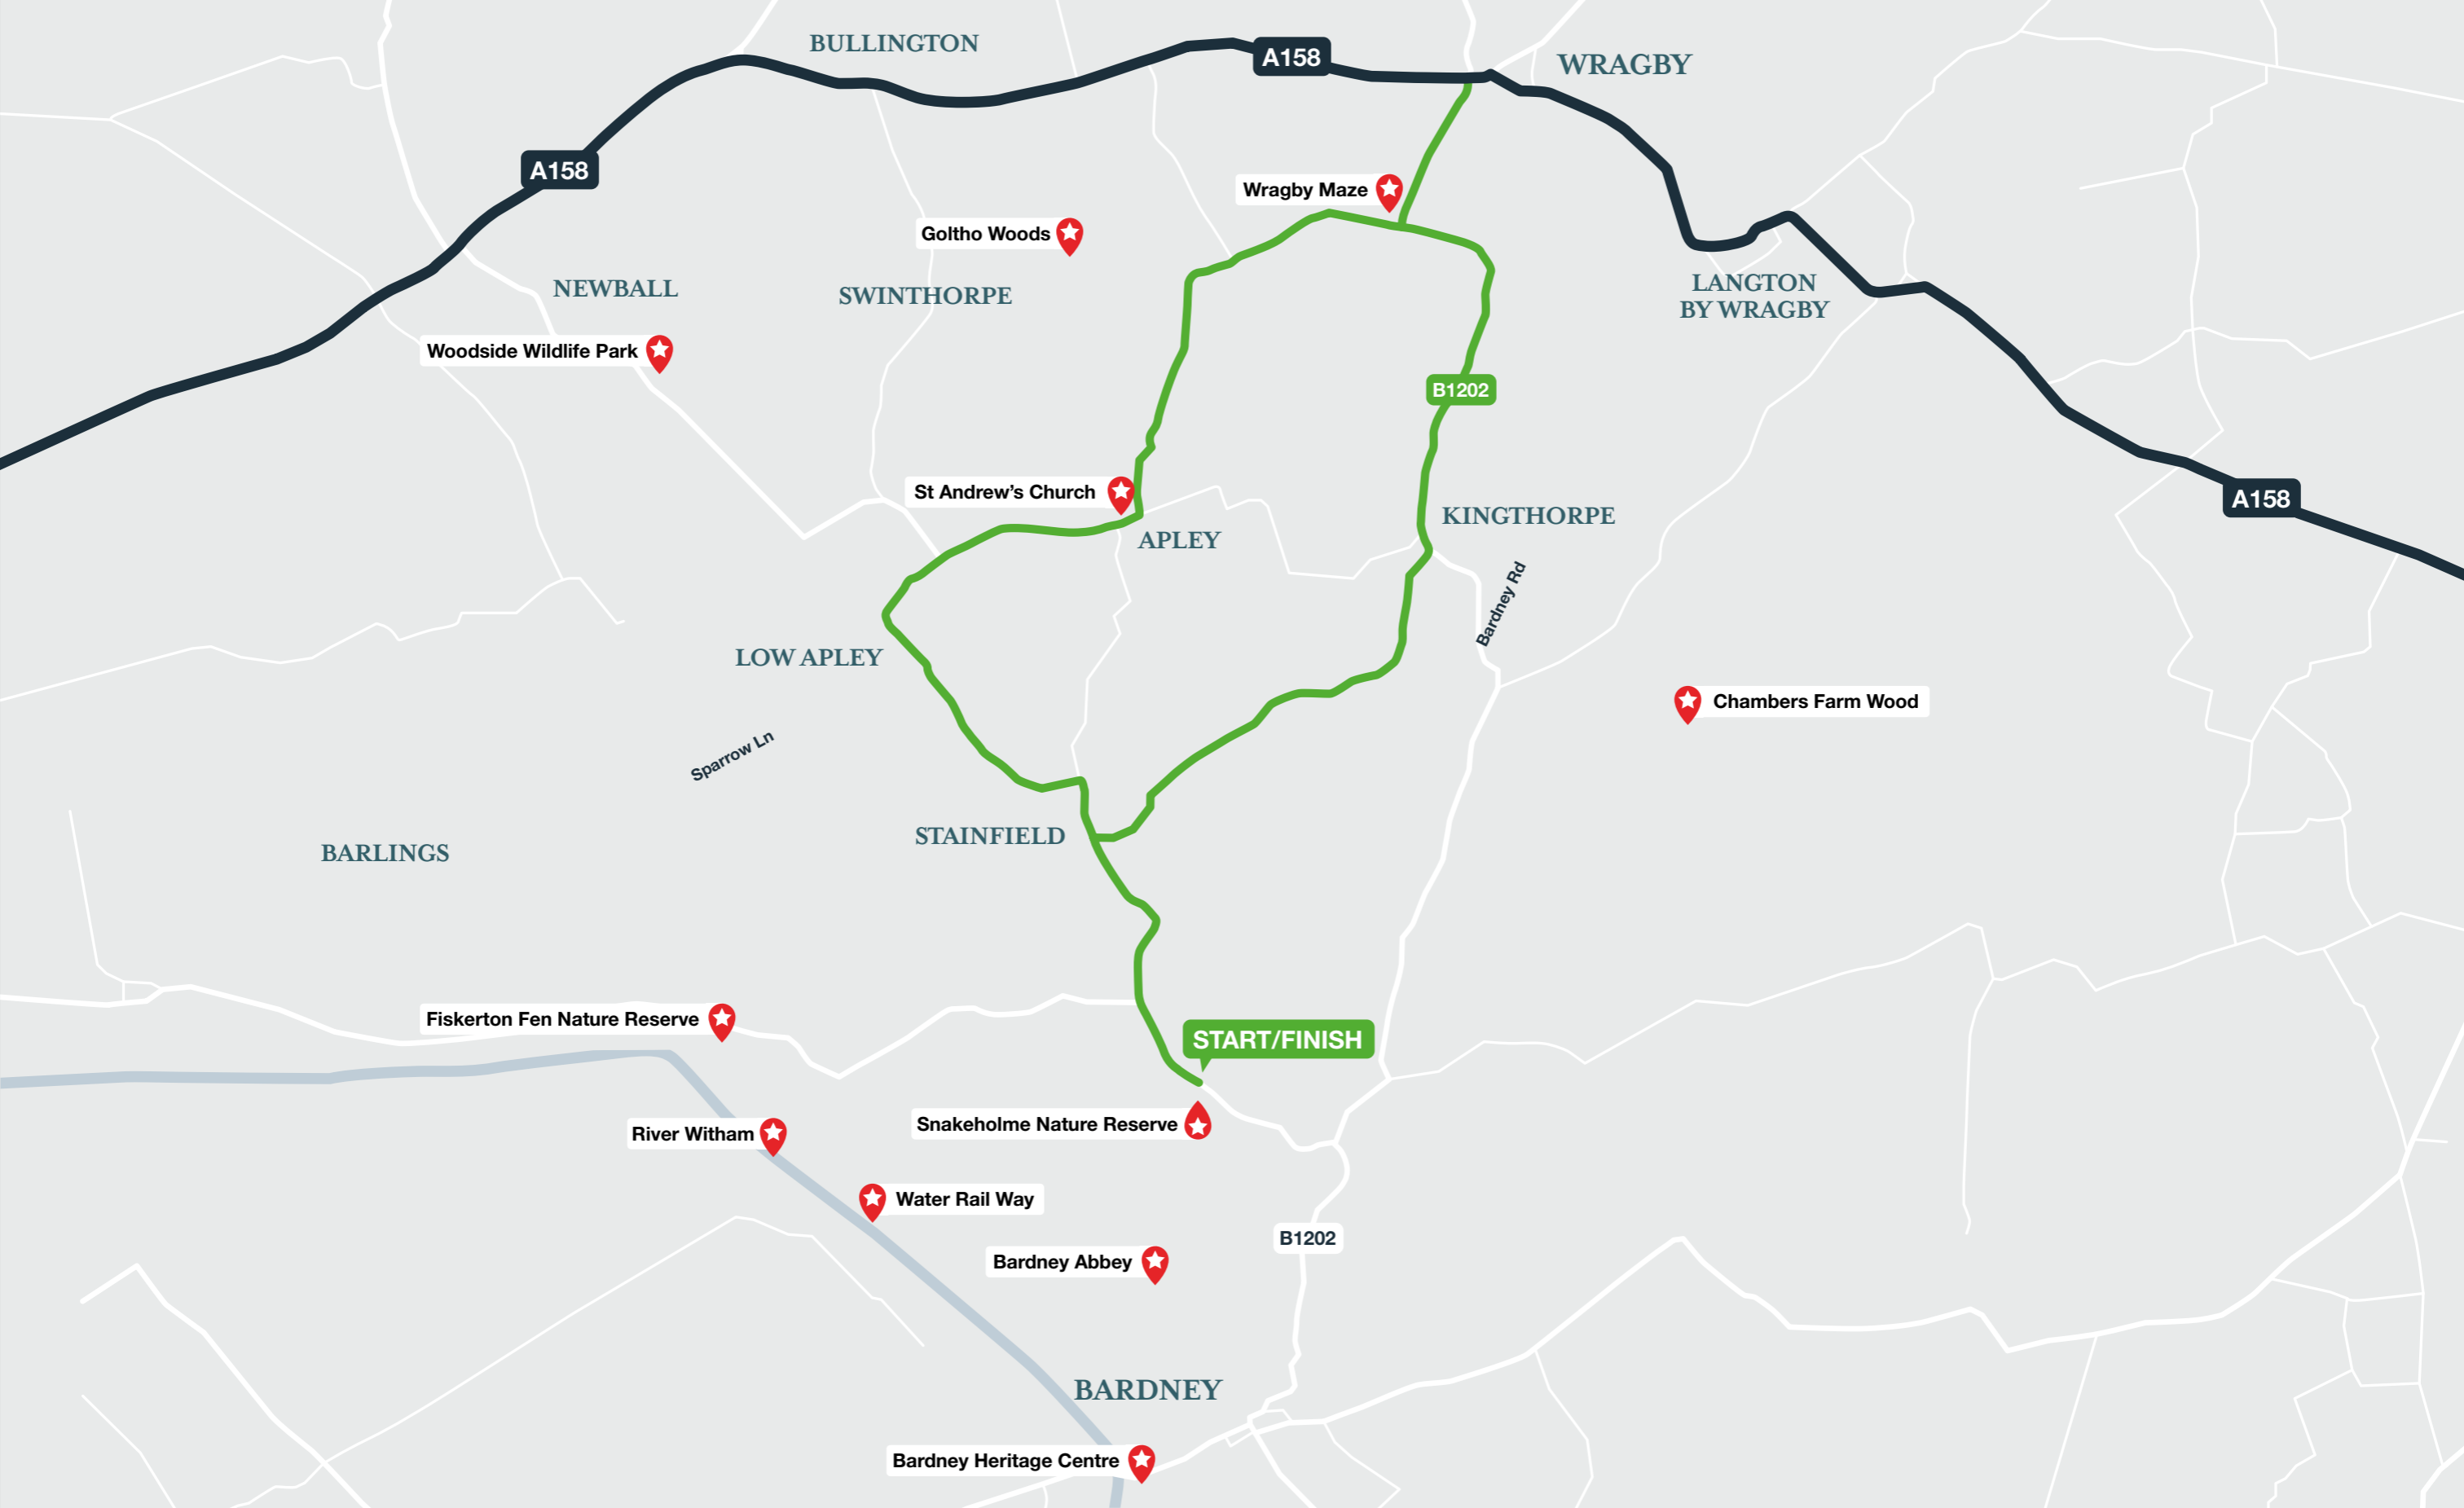 BULLINGTON
A158
WRAGBY
A158
Wragby Maze
Goltho Woods
NEWBALL
SWINTHORPE
LANGTON
BY WRAGBY
Woodside Wildlife Park
B1202
St Andrew’s Church
A158
KINGTHORPE
APLEY
Bardney Rd
LOW APLEY
Chambers Farm Wood
Sparrow Ln
STAINFIELD
BARLINGS
Fiskerton Fen Nature Reserve
START/FINISH
Snakeholme Nature Reserve
River Witham
Water Rail Way
B1202
Bardney Abbey
BARDNEY
Bardney Heritage Centre